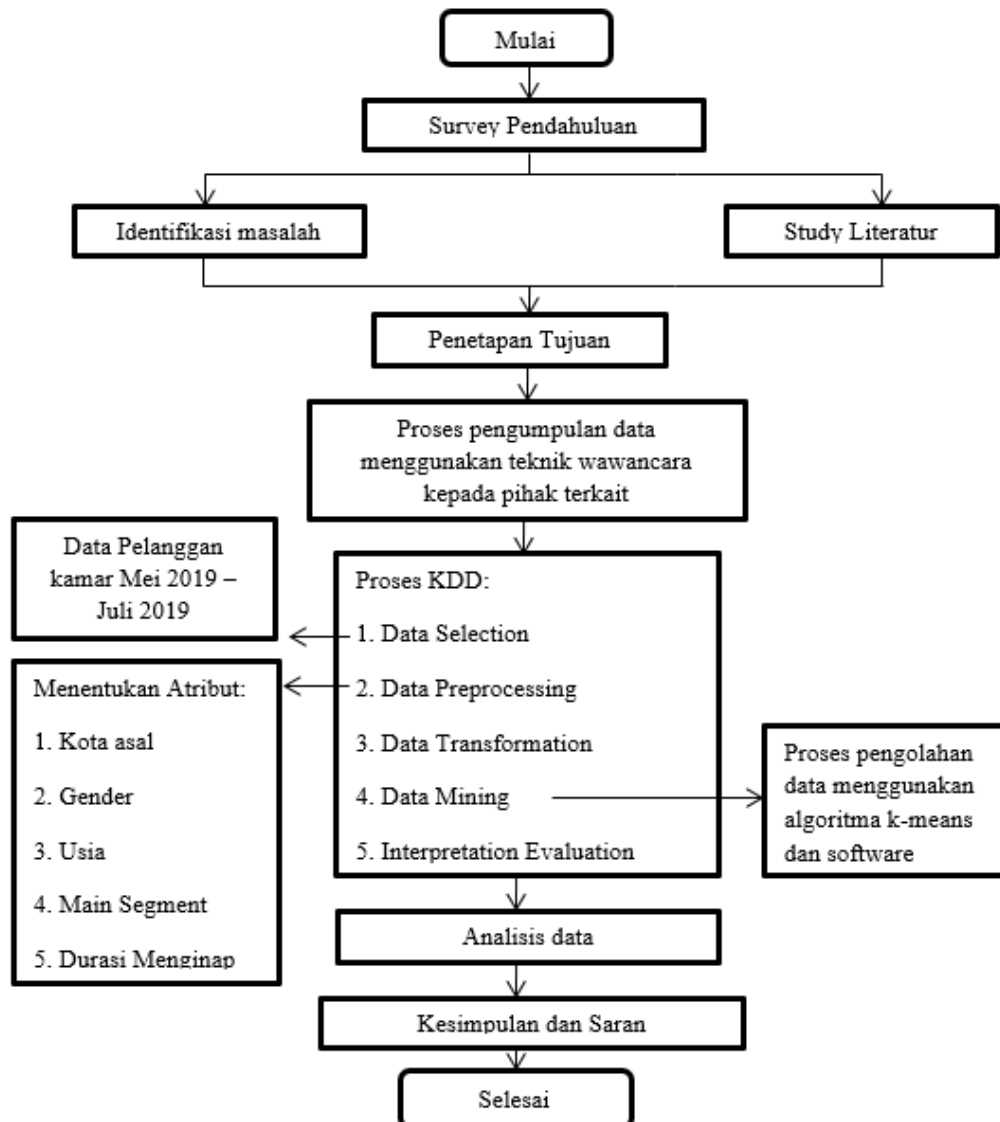 Mulai
Survey Pendahuluan
Identifikasi masalah
Study Literatur
Penetapan Tujuan
Proses pengumpulan data
menggunakan teknik wawancara
kepada pihak terkait
Data Pelanggan
kamar Mei 2019 –
Juli 2019
Proses KDD:
1. Data Selection
2. Data Preprocessing
3. Data Transformation
4. Data Mining
5. Interpretation Evaluation
Menentukan Atribut:
1. Kota asal
2. Gender
3. Usia
4. Main Segment
5. Durasi Menginap
Proses pengolahan
data menggunakan
algoritma k-means
dan software
Analisis data
Kesimpulan dan Saran
Selesai